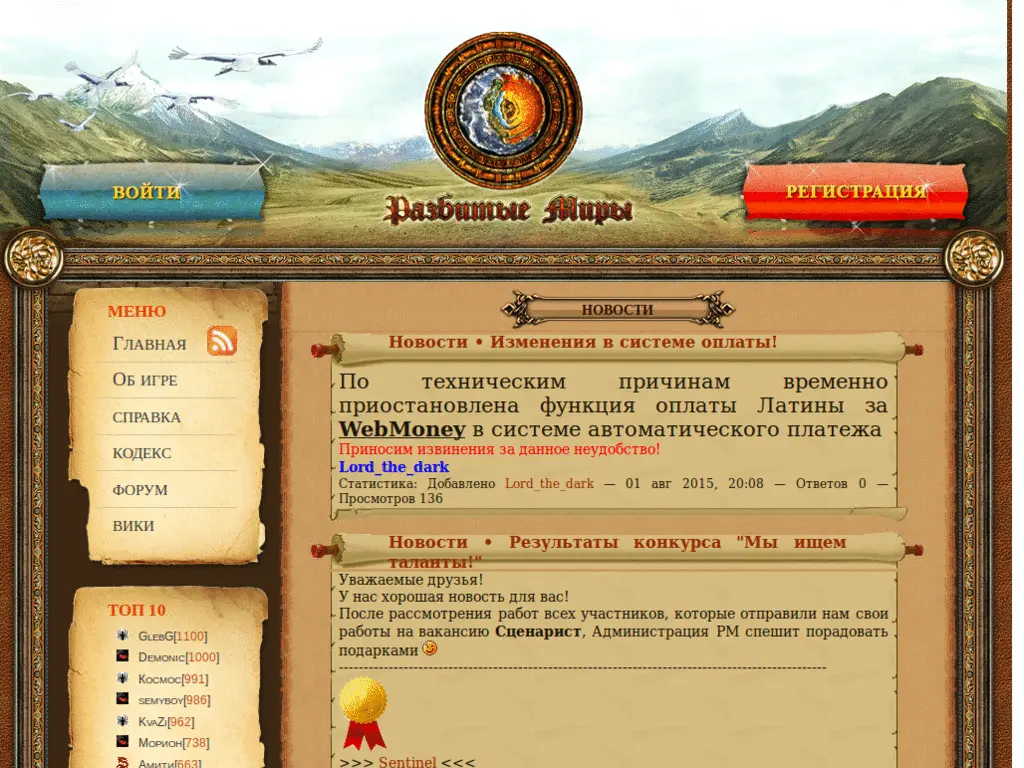 ВОЙТИ
РЕГИСТРАЦИЯ
Разбитые Миры
МЕНЮ
Главная
Об игре
СПРАВКА
КОДЕКС
ФОРУМ
ВИКИ
ТОП 10
GlebG[1100]
Demonic[1000]
Космос[991]
semyboy[986]
KvaZi[962]
Морион[738]
Амити[663]
НОВОСТИ
Новости • Изменения в системе оплаты!
По техническим причинам временно
приостановлена функция оплаты Латины за
WebMoney в системе автоматического платежа
Приносим извинения за данное неудобство!
Lord_the_dark
Статистика: Добавлено Lord_the_dark — 01 авг 2015, 20:08 — Ответов 0 —
Просмотров 136
Новости • Результаты конкурса "Мы ищем
таланты!"
Уважаемые друзья!
У нас хорошая новость для вас!
После рассмотрения работ всех участников, которые отправили нам свои
работы на вакансию Сценарист, Администрация РМ спешит порадовать
подарками
--------------------------------------------------------------------------------------------------
>>> Sentinel <<<